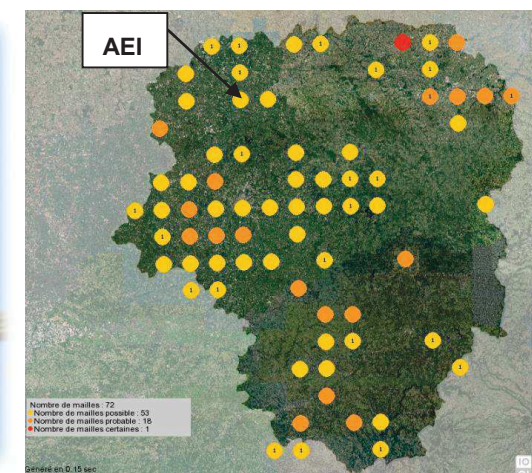 AEI
Nombre de mailles : 72
Nombre de mailles possible : 53
Nombre de mailles probable : 18
Nombre de mailles certaines : 1
Généré en 0.15 sec